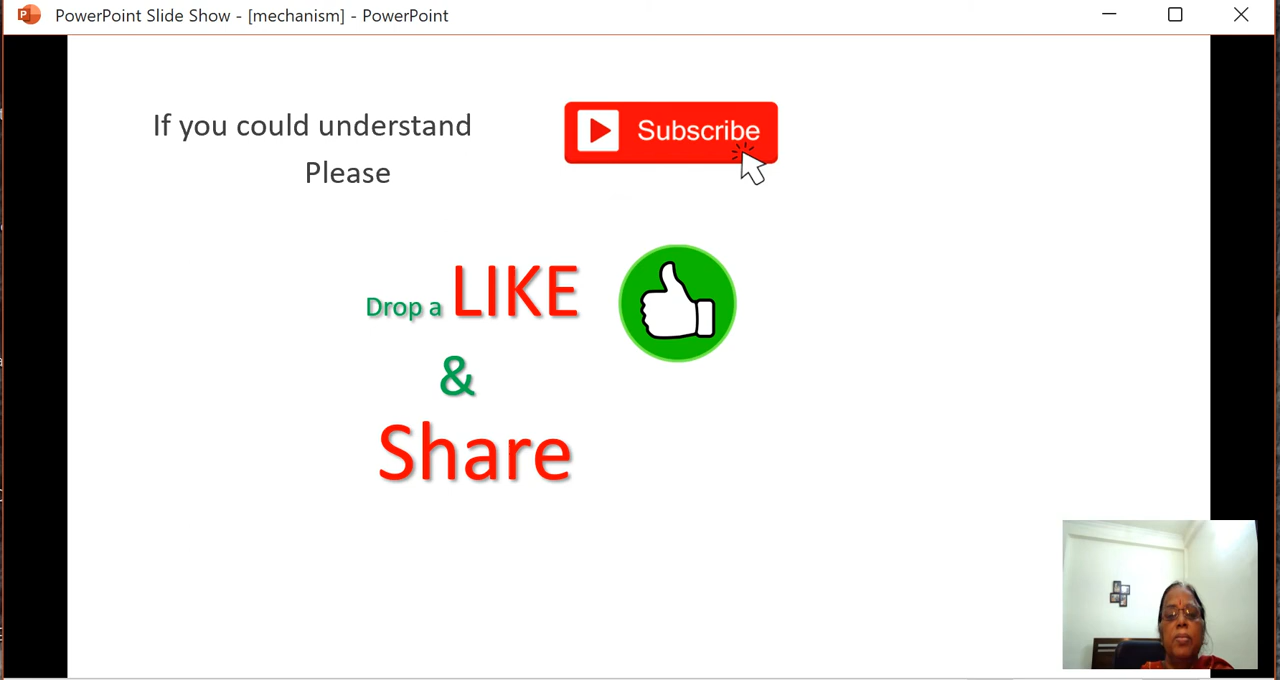 PowerPoint Slide Show - [mechanism] - PowerPoint
If you could understand
Please
Subscribe
Drop a LIKE
&
Share